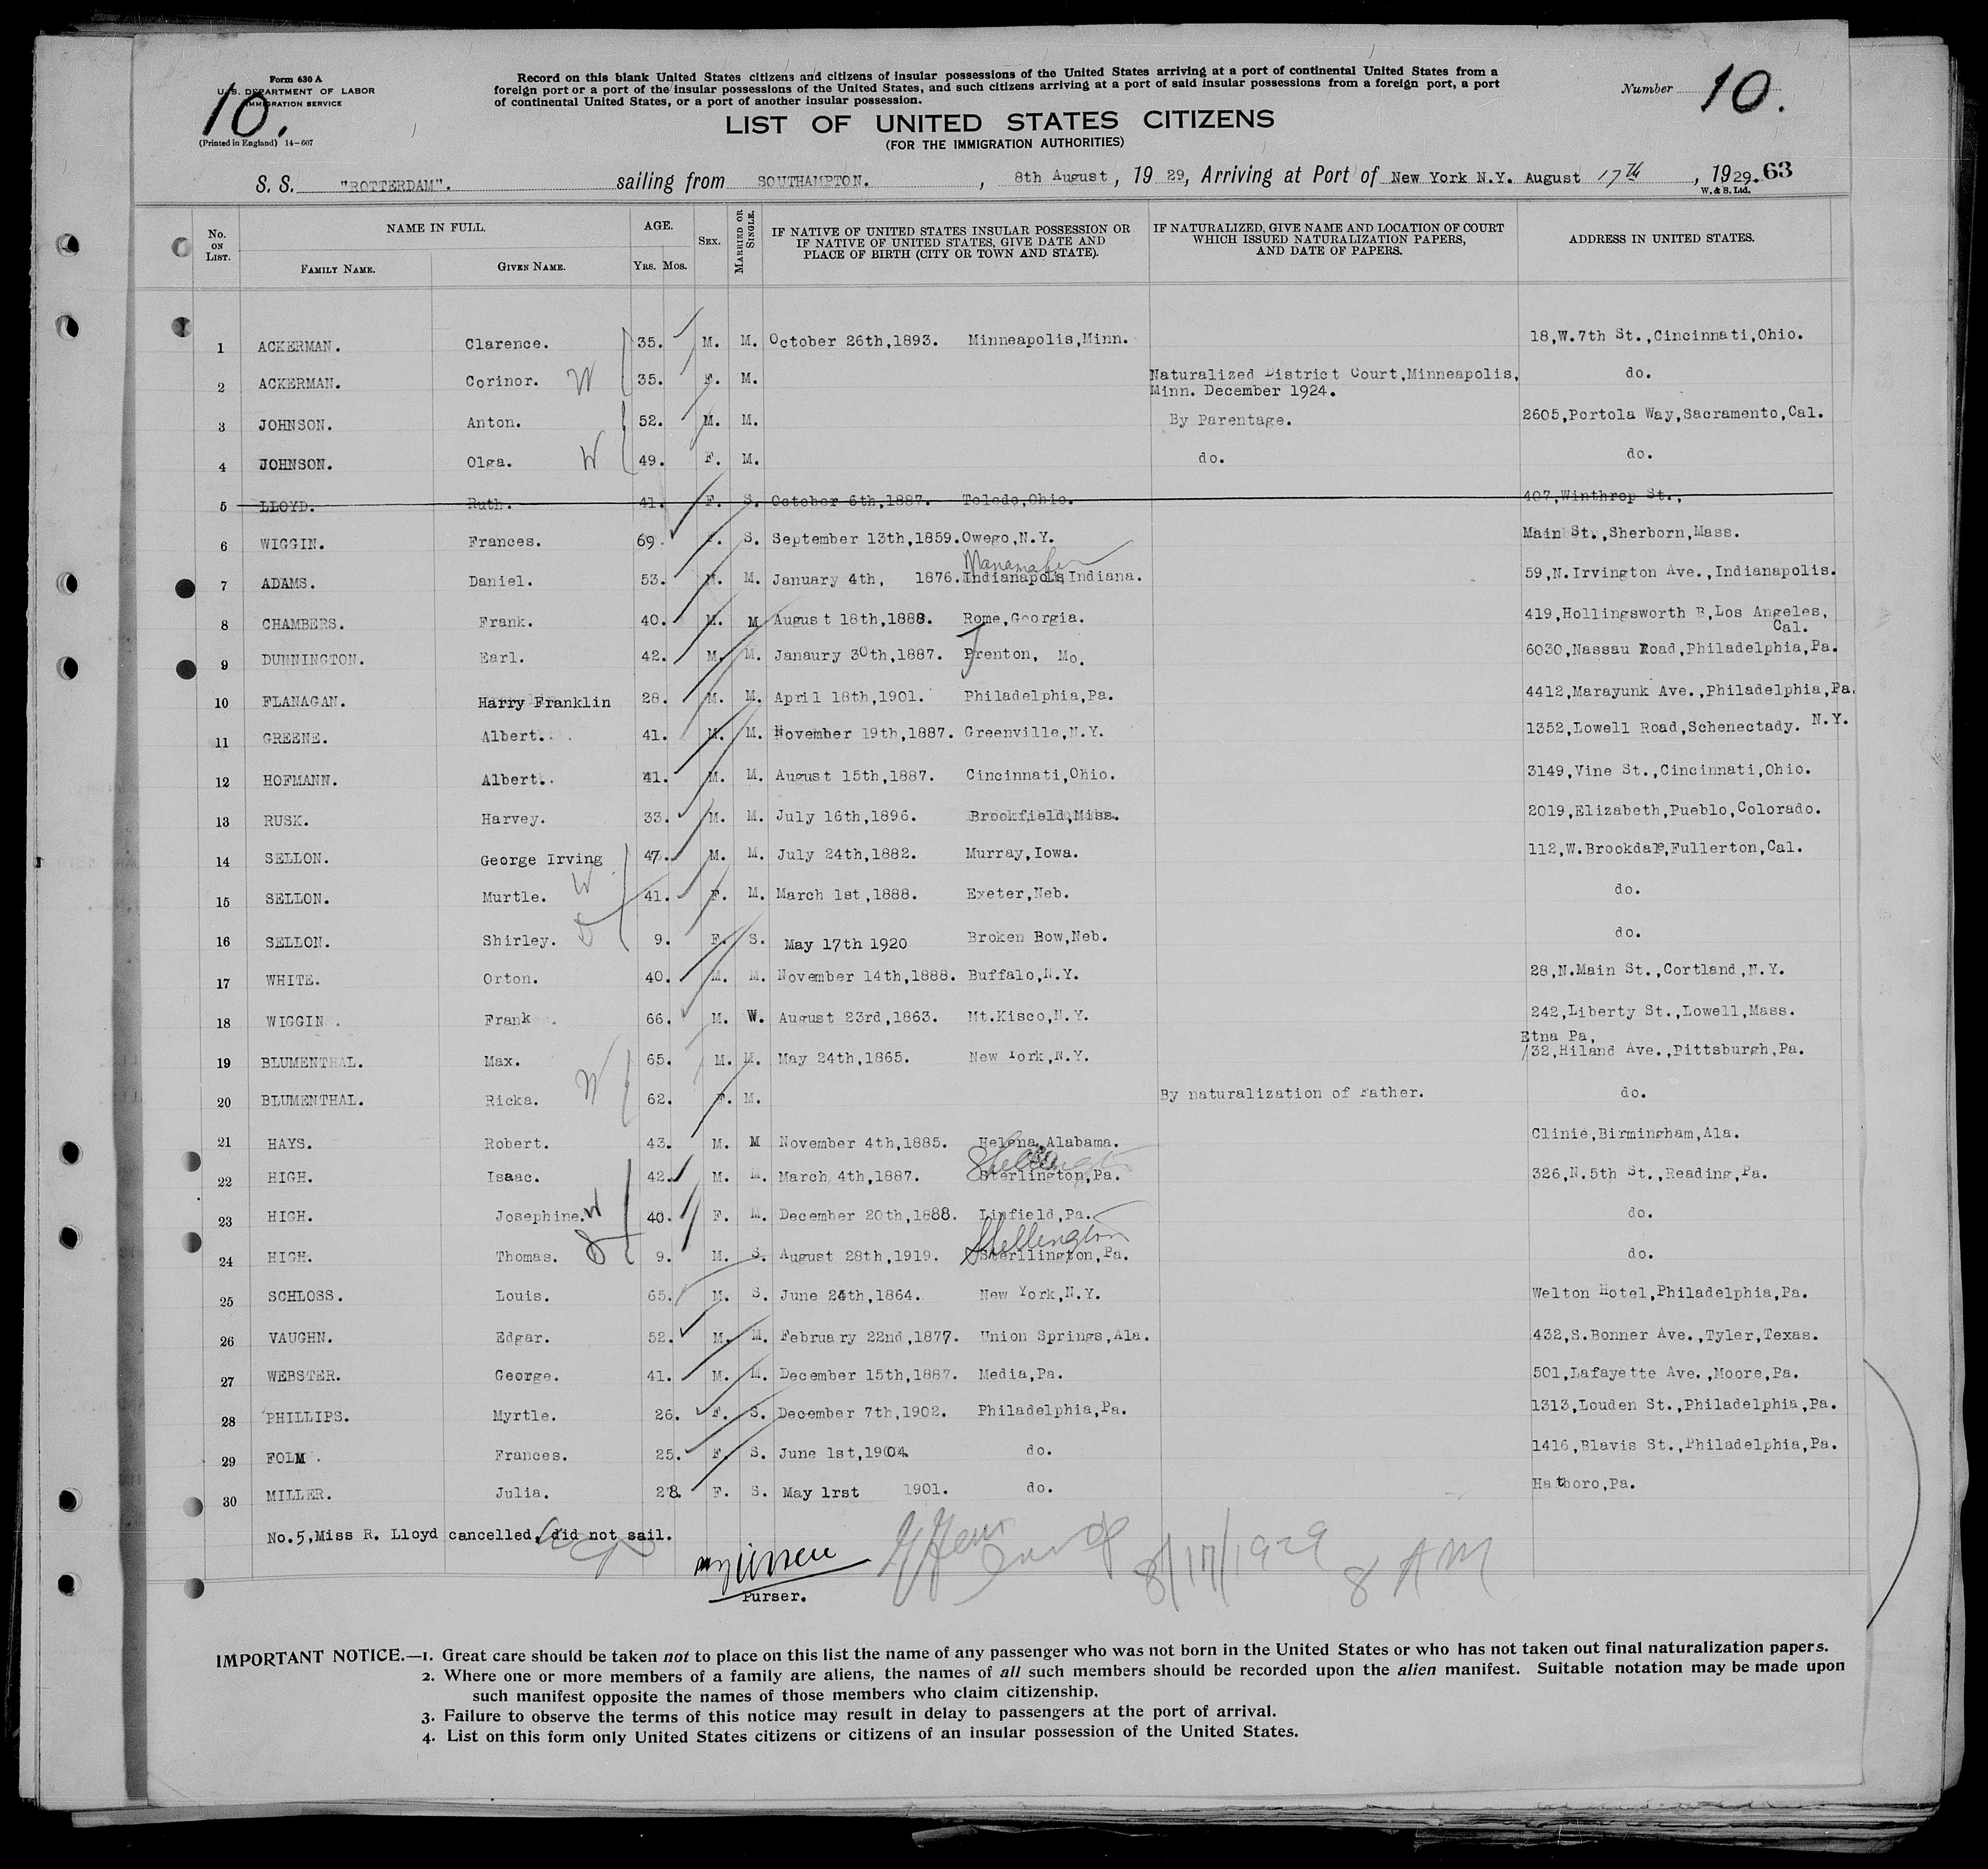 Form 630 A
U. S. DEPARTMENT OF LABOR
IMMIGRATION SERVICE
10.
(Printed in England) 14-607
Record on this blank United States citizens and citizens of insular possessions of the United States arriving at a port of continental United States from a
foreign port or a port of the insular possessions of the United States, and such citizens arriving at a port of said insular possessions from a foreign port, a port
of continental United States, or a port of another insular possession.
Number 10.
LIST OF UNITED STATES CITIZENS
(FOR THE IMMIGRATION AUTHORITIES)
S. S. "ROTTERDAM". sailing from SOUTHAMPTON. , 8th August, 19 29, Arriving at Port of New York N.Y. August 17th , 1929. 63
W. & S. Ltd.
No. ON LIST. NAME IN FULL. FAMILY NAME. GIVEN NAME. AGE. YRS. MOS. SEX. MARRIED OR SINGLE. IF NATIVE OF UNITED STATES INSULAR POSSESSION OR IF NATIVE OF UNITED STATES, GIVE DATE AND PLACE OF BIRTH (CITY OR TOWN AND STATE). IF NATURALIZED, GIVE NAME AND LOCATION OF COURT WHICH ISSUED NATURALIZATION PAPERS, AND DATE OF PAPERS. ADDRESS IN UNITED STATES.
1 ACKERMAN. Clarence. 35. M. M. October 26th,1893. Minneapolis,Minn. 18,W.7th St.,Cincinnati,Ohio.
2 ACKERMAN. Corinor. W 35. F. M. Naturalized District Court,Minneapolis, do.
Minn. December 1924.
3 JOHNSON. Anton. 52. M. M. By Parentage. 2605,Portola Way,Sacramento,Cal.
4 JOHNSON. Olga. W 49. F. M. do. do.
5 LLOYD. Ruth. 41. F. S. October 6th,1887. Toledo,Ohio. 407,Winthrop St.,
6 WIGGIN. Frances. 69. F. S. September 13th,1859. Owego,N.Y. Main St.,Sherborn,Mass.
7 ADAMS. Daniel. 53. M. M. January 4th, 1876. Indianapolis,Indiana. 59,N.Irvington Ave.,Indianapolis.
8 CHAMBERS. Frank. 40. M. M August 18th,1888. Rome,Georgia. 419,Hollingsworth B,Los Angeles,
Cal.
9 DUNNINGTON. Earl. 42. M. M. Janaury 30th,1887. Trenton, Mo. 6030,Nassau Road,Philadelphia,Pa.
10 FLANAGAN. Harry Franklin 28. M. M. April 18th,1901. Philadelphia,Pa. 4412,Marayunk Ave.,Philadelphia,Pa.
11 GREENE. Albert. 41. M. M. November 19th,1887. Greenville,N.Y. 1352,Lowell Road,Schenectady. N.Y.
12 HOFMANN. Albert. 41. M. M. August 15th,1887. Cincinnati,Ohio. 3149,Vine St.,Cincinnati,Ohio.
13 RUSK. Harvey. 33. M. M. July 16th,1896. Brookfield,Miss. 2019,Elizabeth,Pueblo,Colorado.
14 SELLON. George Irving 47. M. M. July 24th,1882. Murray,Iowa. 112,W.Brookdale,Fullerton,Cal.
15 SELLON. Murtle. W 41. F. M. March 1st,1888. Exeter,Neb. do.
16 SELLON. Shirley. D 9. F. S. May 17th 1920 Broken Bow,Neb. do.
17 WHITE. Orton. 40. M. M. November 14th,1888. Buffalo,N.Y. 28,N.Main St.,Cortland,N.Y.
18 WIGGIN. Frank. 66. M. W. August 23rd,1863. Mt.Kisco,N.Y. 242,Liberty St.,Lowell,Mass.
Etna Pa,
19 BLUMENTHAL. Max. 65. M. M. May 24th,1865. New York,N.Y. 132,Hiland Ave.,Pittsburgh,Pa.
20 BLUMENTHAL. Ricka. W 62. F. M. By naturalization of Father. do.
21 HAYS. Robert. 43. M. M November 4th,1885. Helena,Alabama. Clinie,Birmingham,Ala.
22 HIGH. Isaac. 42. M. M. March 4th,1887. Sterlington,Pa. 326,N.5th St.,Reading,Pa.
23 HIGH. Josephine. W 40. F. M. December 20th,1888. Linfield,Pa. do.
Shellington
24 HIGH. Thomas. 9. M. S. August 28th,1919. Sterllington,Pa. do.
25 SCHLOSS. Louis. 65. M. S. June 24th,1864. New York,N.Y. Welton Hotel,Philadelphia,Pa.
26 VAUGHN. Edgar. 52. M. M. February 22nd,1877. Union Springs,Ala. 432,S.Bonner Ave.,Tyler,Texas.
27 WEBSTER. George. 41. M. M. December 15th,1887. Media,Pa. 501,Lafayette Ave.,Moore,Pa.
28 PHILLIPS. Myrtle. 26. F. S. December 7th,1902. Philadelphia,Pa. 1313,Louden St.,Philadelphia,Pa.
29 FOLM. Frances. 25. F. S. June 1st,1904. do. 1416,Blavis St.,Philadelphia,Pa.
30 MILLER. Julia. 28. F. S. May 1rst 1901. do. Hatboro,Pa.
No.5,Miss R. Lloyd cancelled, did not sail.
8/17/1929 8 AM
Purser.
IMPORTANT NOTICE.—1. Great care should be taken not to place on this list the name of any passenger who was not born in the United States or who has not taken out final naturalization papers.
2. Where one or more members of a family are aliens, the names of all such members should be recorded upon the alien manifest. Suitable notation may be made upon
such manifest opposite the names of those members who claim citizenship.
3. Failure to observe the terms of this notice may result in delay to passengers at the port of arrival.
4. List on this form only United States citizens or citizens of an insular possession of the United States.